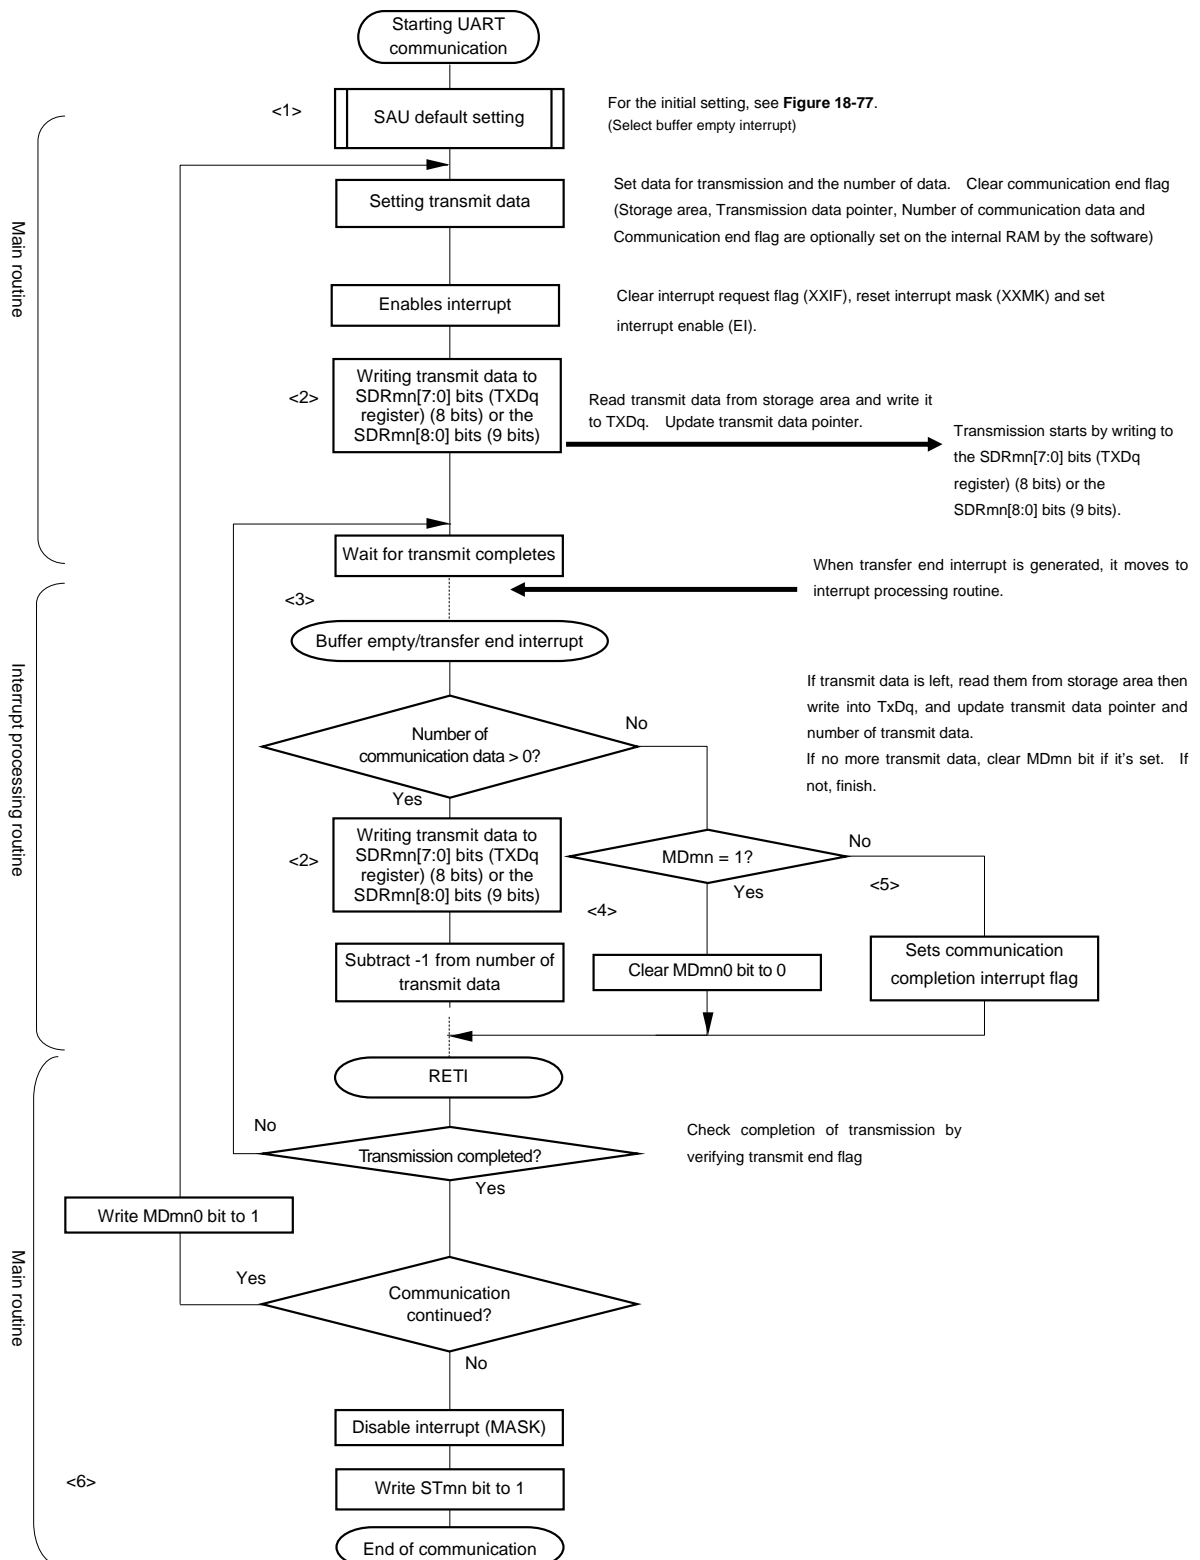 Starting UART
communication
<1>
SAU default setting
For the initial setting, see Figure 18-77.
(Select buffer empty interrupt)
Main routine
Setting transmit data
Set data for transmission and the number of data. Clear communication end flag
(Storage area, Transmission data pointer, Number of communication data and
Communication end flag are optionally set on the internal RAM by the software)
Enables interrupt
Clear interrupt request flag (XXIF), reset interrupt mask (XXMK) and set
interrupt enable (EI).
<2>
Writing transmit data to
SDRmn[7:0] bits (TXDq
register) (8 bits) or the
SDRmn[8:0] bits (9 bits)
Read transmit data from storage area and write it
to TXDq. Update transmit data pointer.
Transmission starts by writing to
the SDRmn[7:0] bits (TXDq
register) (8 bits) or the
SDRmn[8:0] bits (9 bits).
Wait for transmit completes
When transfer end interrupt is generated, it moves to
interrupt processing routine.
<3>
Buffer empty/transfer end interrupt
Interrupt processing routine
If transmit data is left, read them from storage area then
write into TxDq, and update transmit data pointer and
number of transmit data.
If no more transmit data, clear MDmn bit if it's set. If
not, finish.
Number of
communication data > 0?
No
Yes
<2>
Writing transmit data to
SDRmn[7:0] bits (TXDq
register) (8 bits) or the
SDRmn[8:0] bits (9 bits)
MDmn = 1?
No
Yes
<4>
<5>
Subtract -1 from number of
transmit data
Clear MDmn0 bit to 0
Sets communication
completion interrupt flag
RETI
Main routine
No
Transmission completed?
Yes
Check completion of transmission by
verifying transmit end flag
Write MDmn0 bit to 1
Yes
Communication
continued?
No
Disable interrupt (MASK)
<6>
Write STmn bit to 1
End of communication